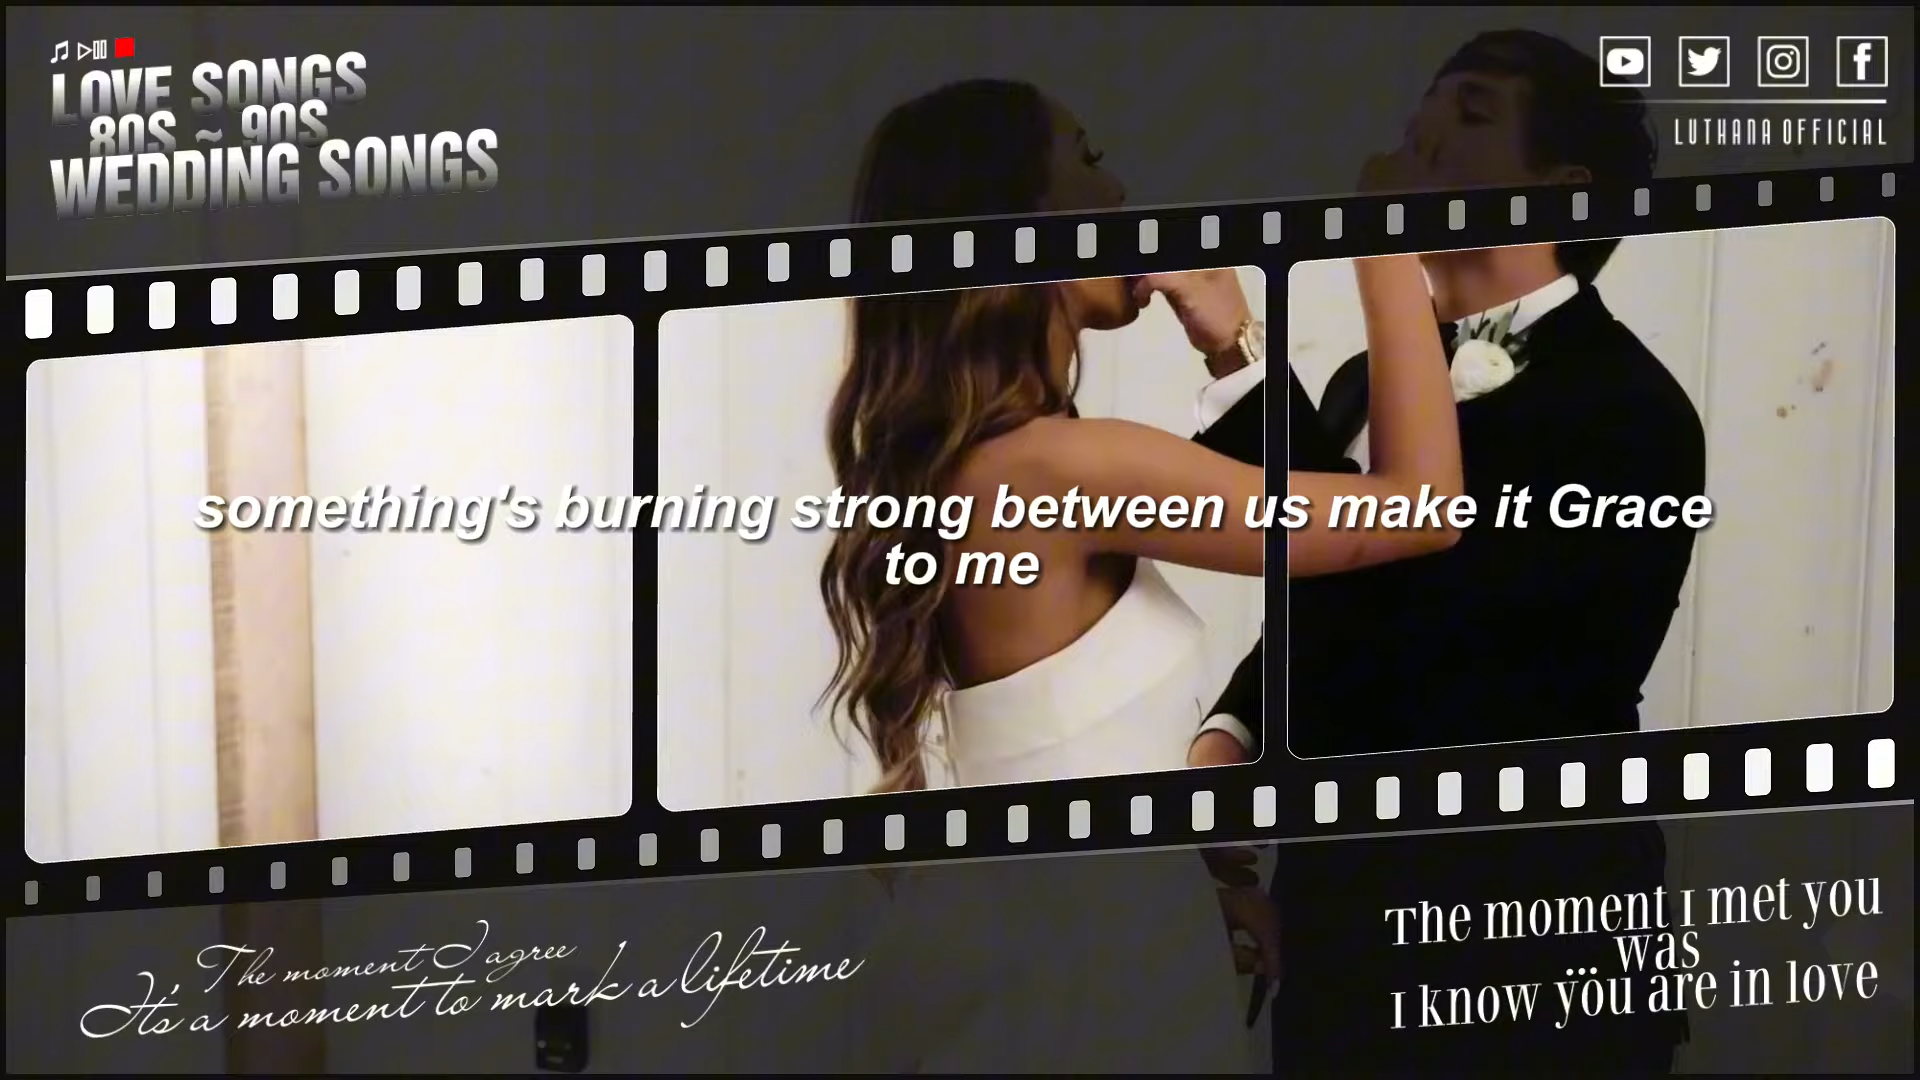 LOVE SONGS
80S ~ 90S
WEDDING SONGS
LUTHANA OFFICIAL
something's burning strong between us make it Grace
to me
The moment I agree
It's a moment to mark a lifetime
The moment I met you
was
I know you are in love